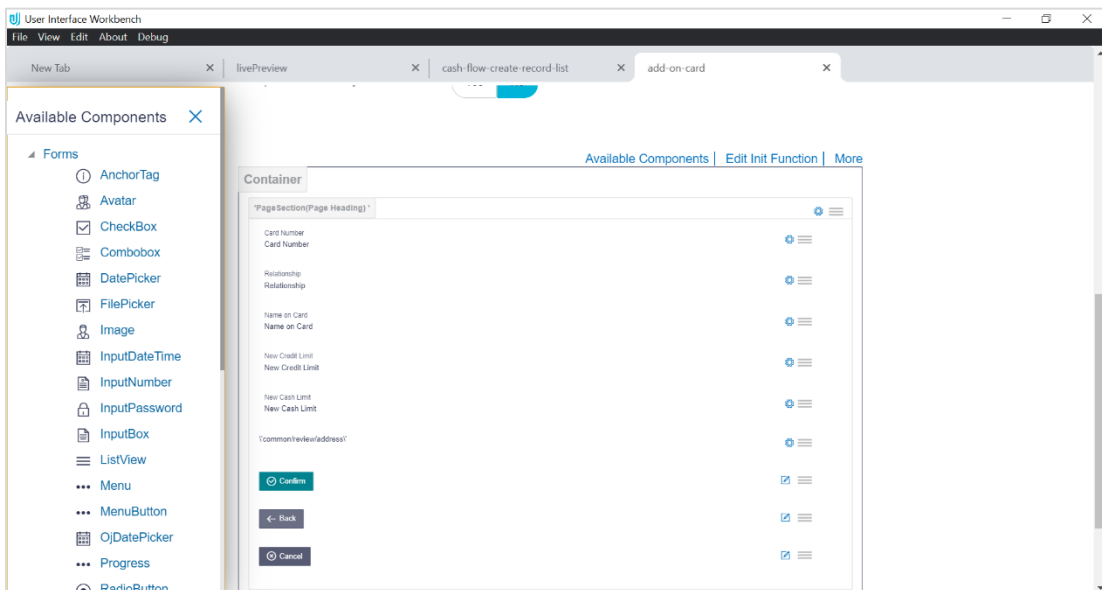 User Interface Workbench
File View Edit About Debug
New Tab
livePreview
cash-flow-create-record-list
add-on-card
Available Components
Forms
AnchorTag
Avatar
CheckBox
Combobox
DatePicker
FilePicker
Image
InputDateTime
InputNumber
InputPassword
InputBox
ListView
Menu
MenuButton
OjDatePicker
Progress
RadioButton
Available Components | Edit Init Function | More
Container
'PageSection(Page Heading) '
Card Number
Card Number
Relationship
Relationship
Name on Card
Name on Card
New Credit Limit
New Credit Limit
New Cash Limit
New Cash Limit
\'common/review/address\'
Confirm
Back
Cancel